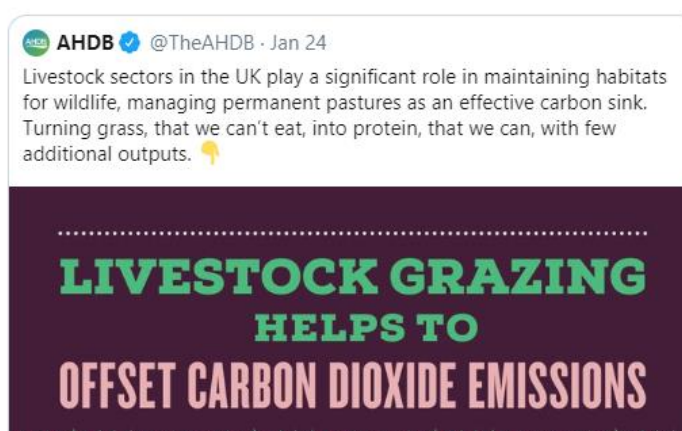 AHDB @TheAHDB · Jan 24
Livestock sectors in the UK play a significant role in maintaining habitats
for wildlife, managing permanent pastures as an effective carbon sink.
Turning grass, that we can't eat, into protein, that we can, with few
additional outputs. 👇
LIVESTOCK GRAZING
HELPS TO
OFFSET CARBON DIOXIDE EMISSIONS